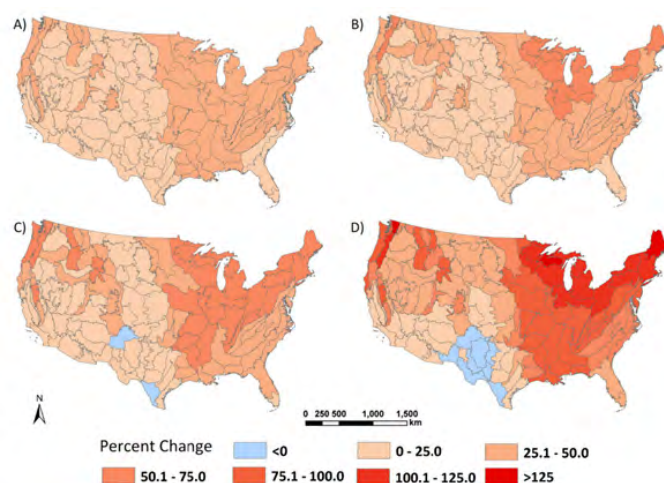 A)
B)
C)
D)
N
0 250 500 1,000 1,500
km
Percent Change
<0
0 - 25.0
25.1 - 50.0
50.1 - 75.0
75.1 - 100.0
100.1 - 125.0
>125